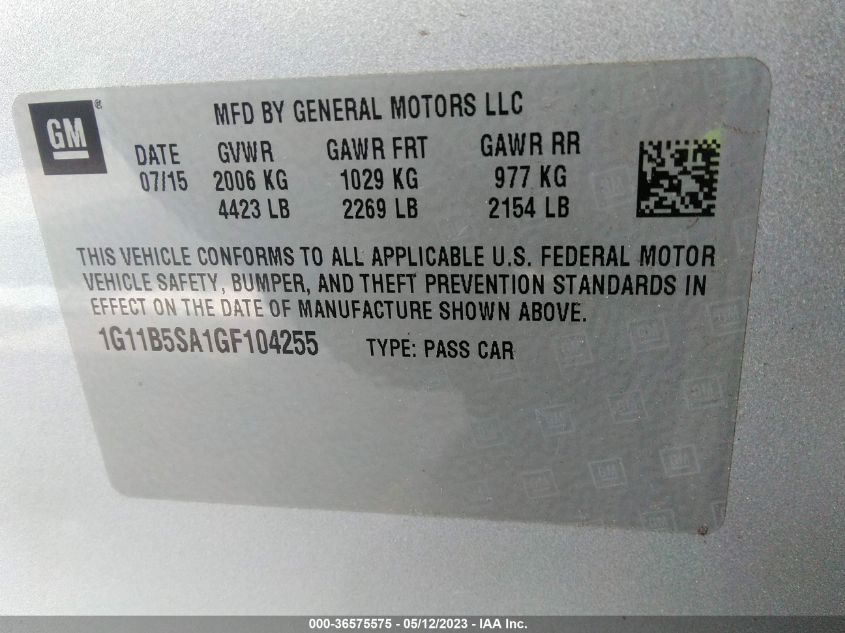 GM®
MFD BY GENERAL MOTORS LLC
DATE GVWR GAWR FRT GAWR RR
07/15 2006 KG 1029 KG 977 KG
4423 LB 2269 LB 2154 LB
THIS VEHICLE CONFORMS TO ALL APPLICABLE U.S. FEDERAL MOTOR
VEHICLE SAFETY, BUMPER, AND THEFT PREVENTION STANDARDS IN
EFFECT ON THE DATE OF MANUFACTURE SHOWN ABOVE.
1G11B5SA1GF104255 TYPE: PASS CAR
000-36575575 - 05/12/2023 - IAA Inc.